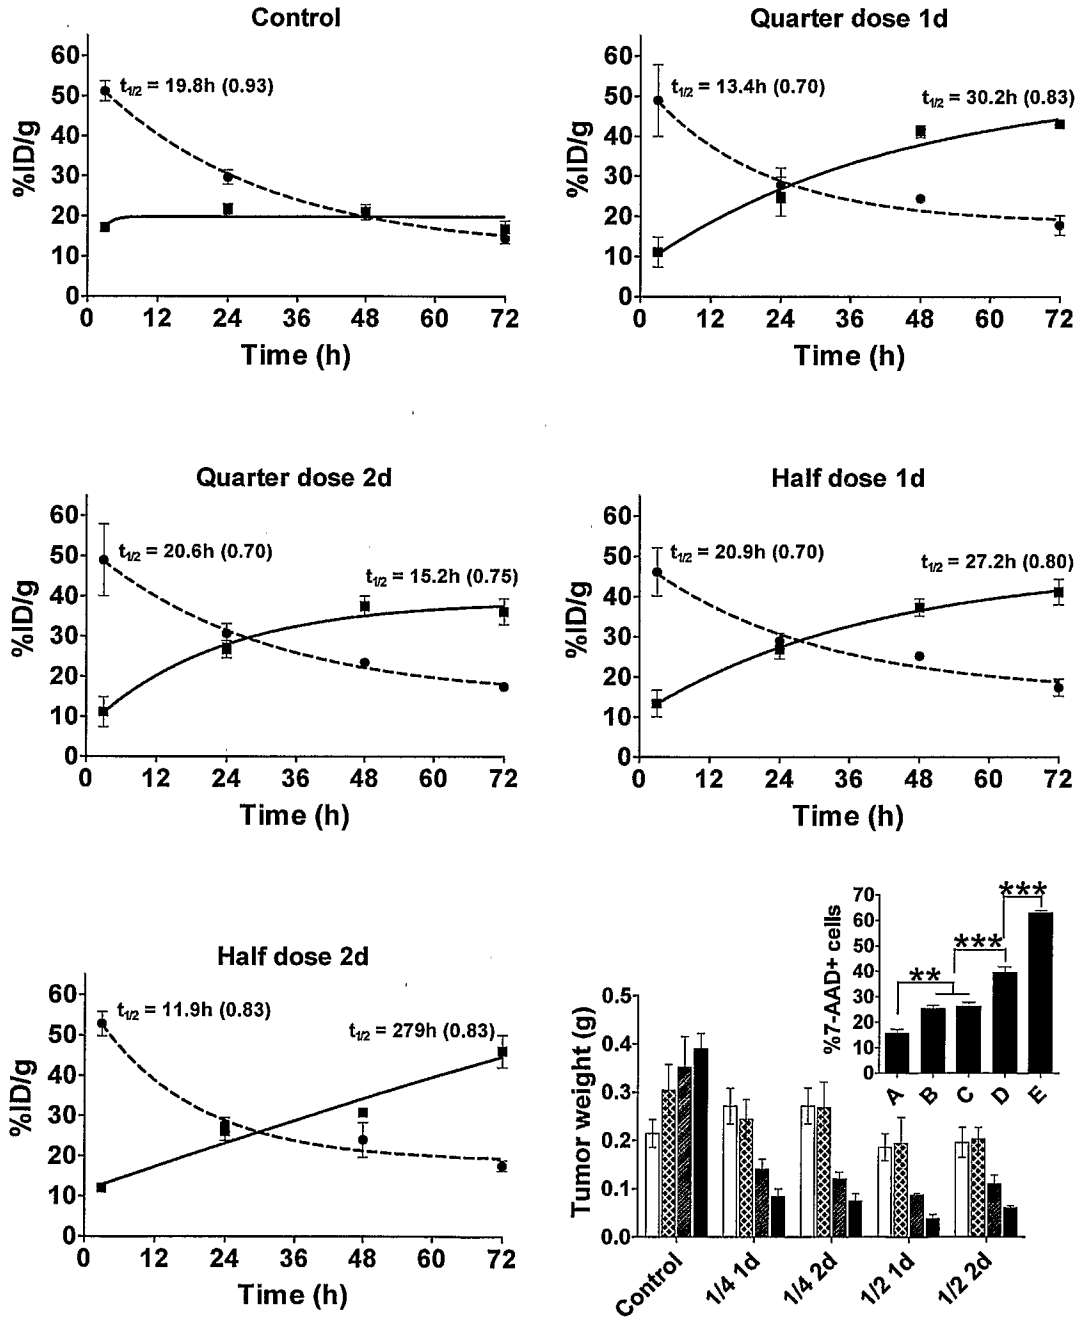 Control
60
50
40
30
20
10
0
%ID/g
t1/2 = 19.8h (0.93)
0 12 24 36 48 60 72
Time (h)
Quarter dose 1d
60
50
40
30
20
10
0
%ID/g
t1/2 = 13.4h (0.70)
t1/2 = 30.2h (0.83)
0 12 24 36 48 60 72
Time (h)
Quarter dose 2d
60
50
40
30
20
10
0
%ID/g
t1/2 = 20.6h (0.70)
t1/2 = 15.2h (0.75)
0 12 24 36 48 60 72
Time (h)
Half dose 1d
60
50
40
30
20
10
0
%ID/g
t1/2 = 20.9h (0.70)
t1/2 = 27.2h (0.80)
0 12 24 36 48 60 72
Time (h)
Half dose 2d
60
50
40
30
20
10
0
%ID/g
t1/2 = 11.9h (0.83)
t1/2 = 279h (0.83)
0 12 24 36 48 60 72
Time (h)
0.5
0.4
0.3
0.2
0.1
0.0
Tumor weight (g)
Control 1/4 1d 1/4 2d 1/2 1d 1/2 2d
70
60
50
40
30
20
10
0
%7-AAD+ cells
**
***
***
A B C D E